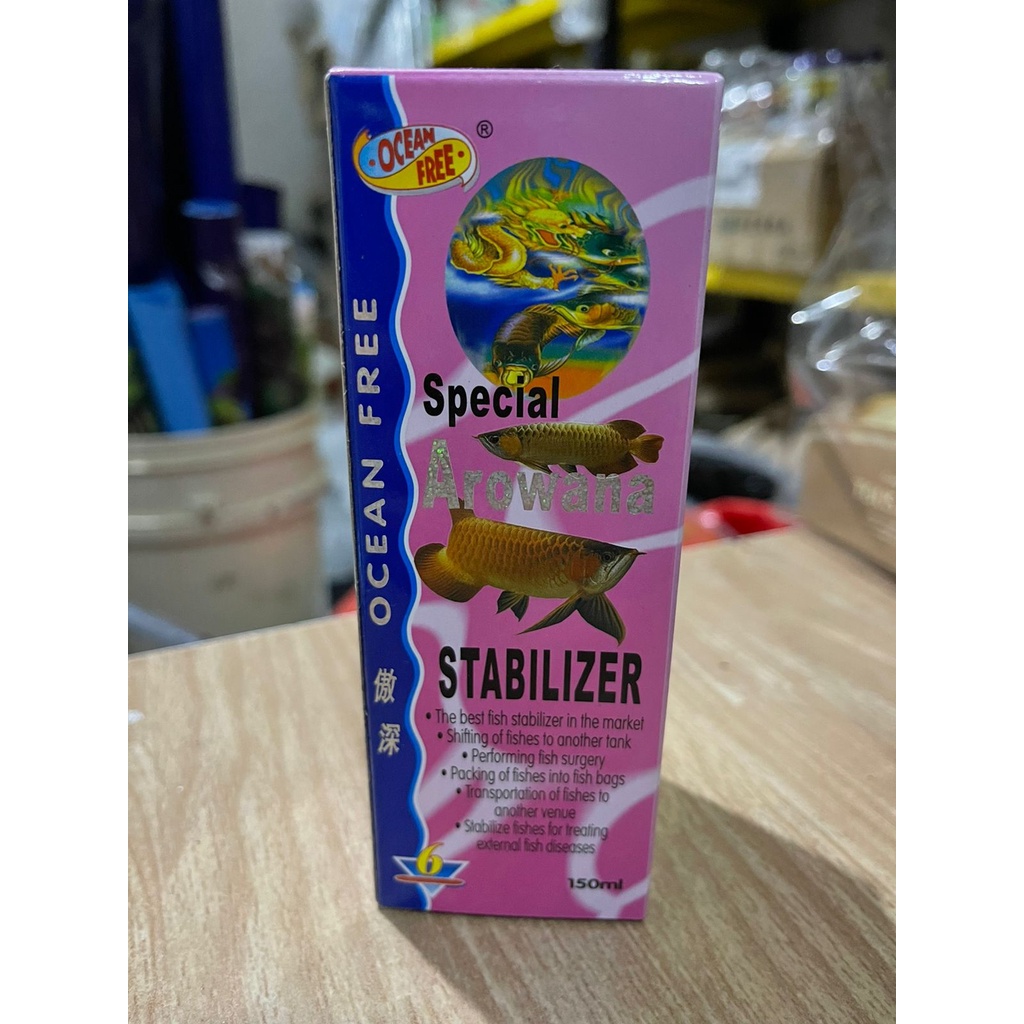 OCEAN
FREE
®
OCEAN FREE
傲深
Special
Arowana
STABILIZER
• The best fish stabilizer in the market
• Shifting of fishes to another tank
• Performing fish surgery
• Packing of fishes into fish bags
• Transportation of fishes to
another venue
• Stabilize fishes for treating
external fish diseases
6
150ml